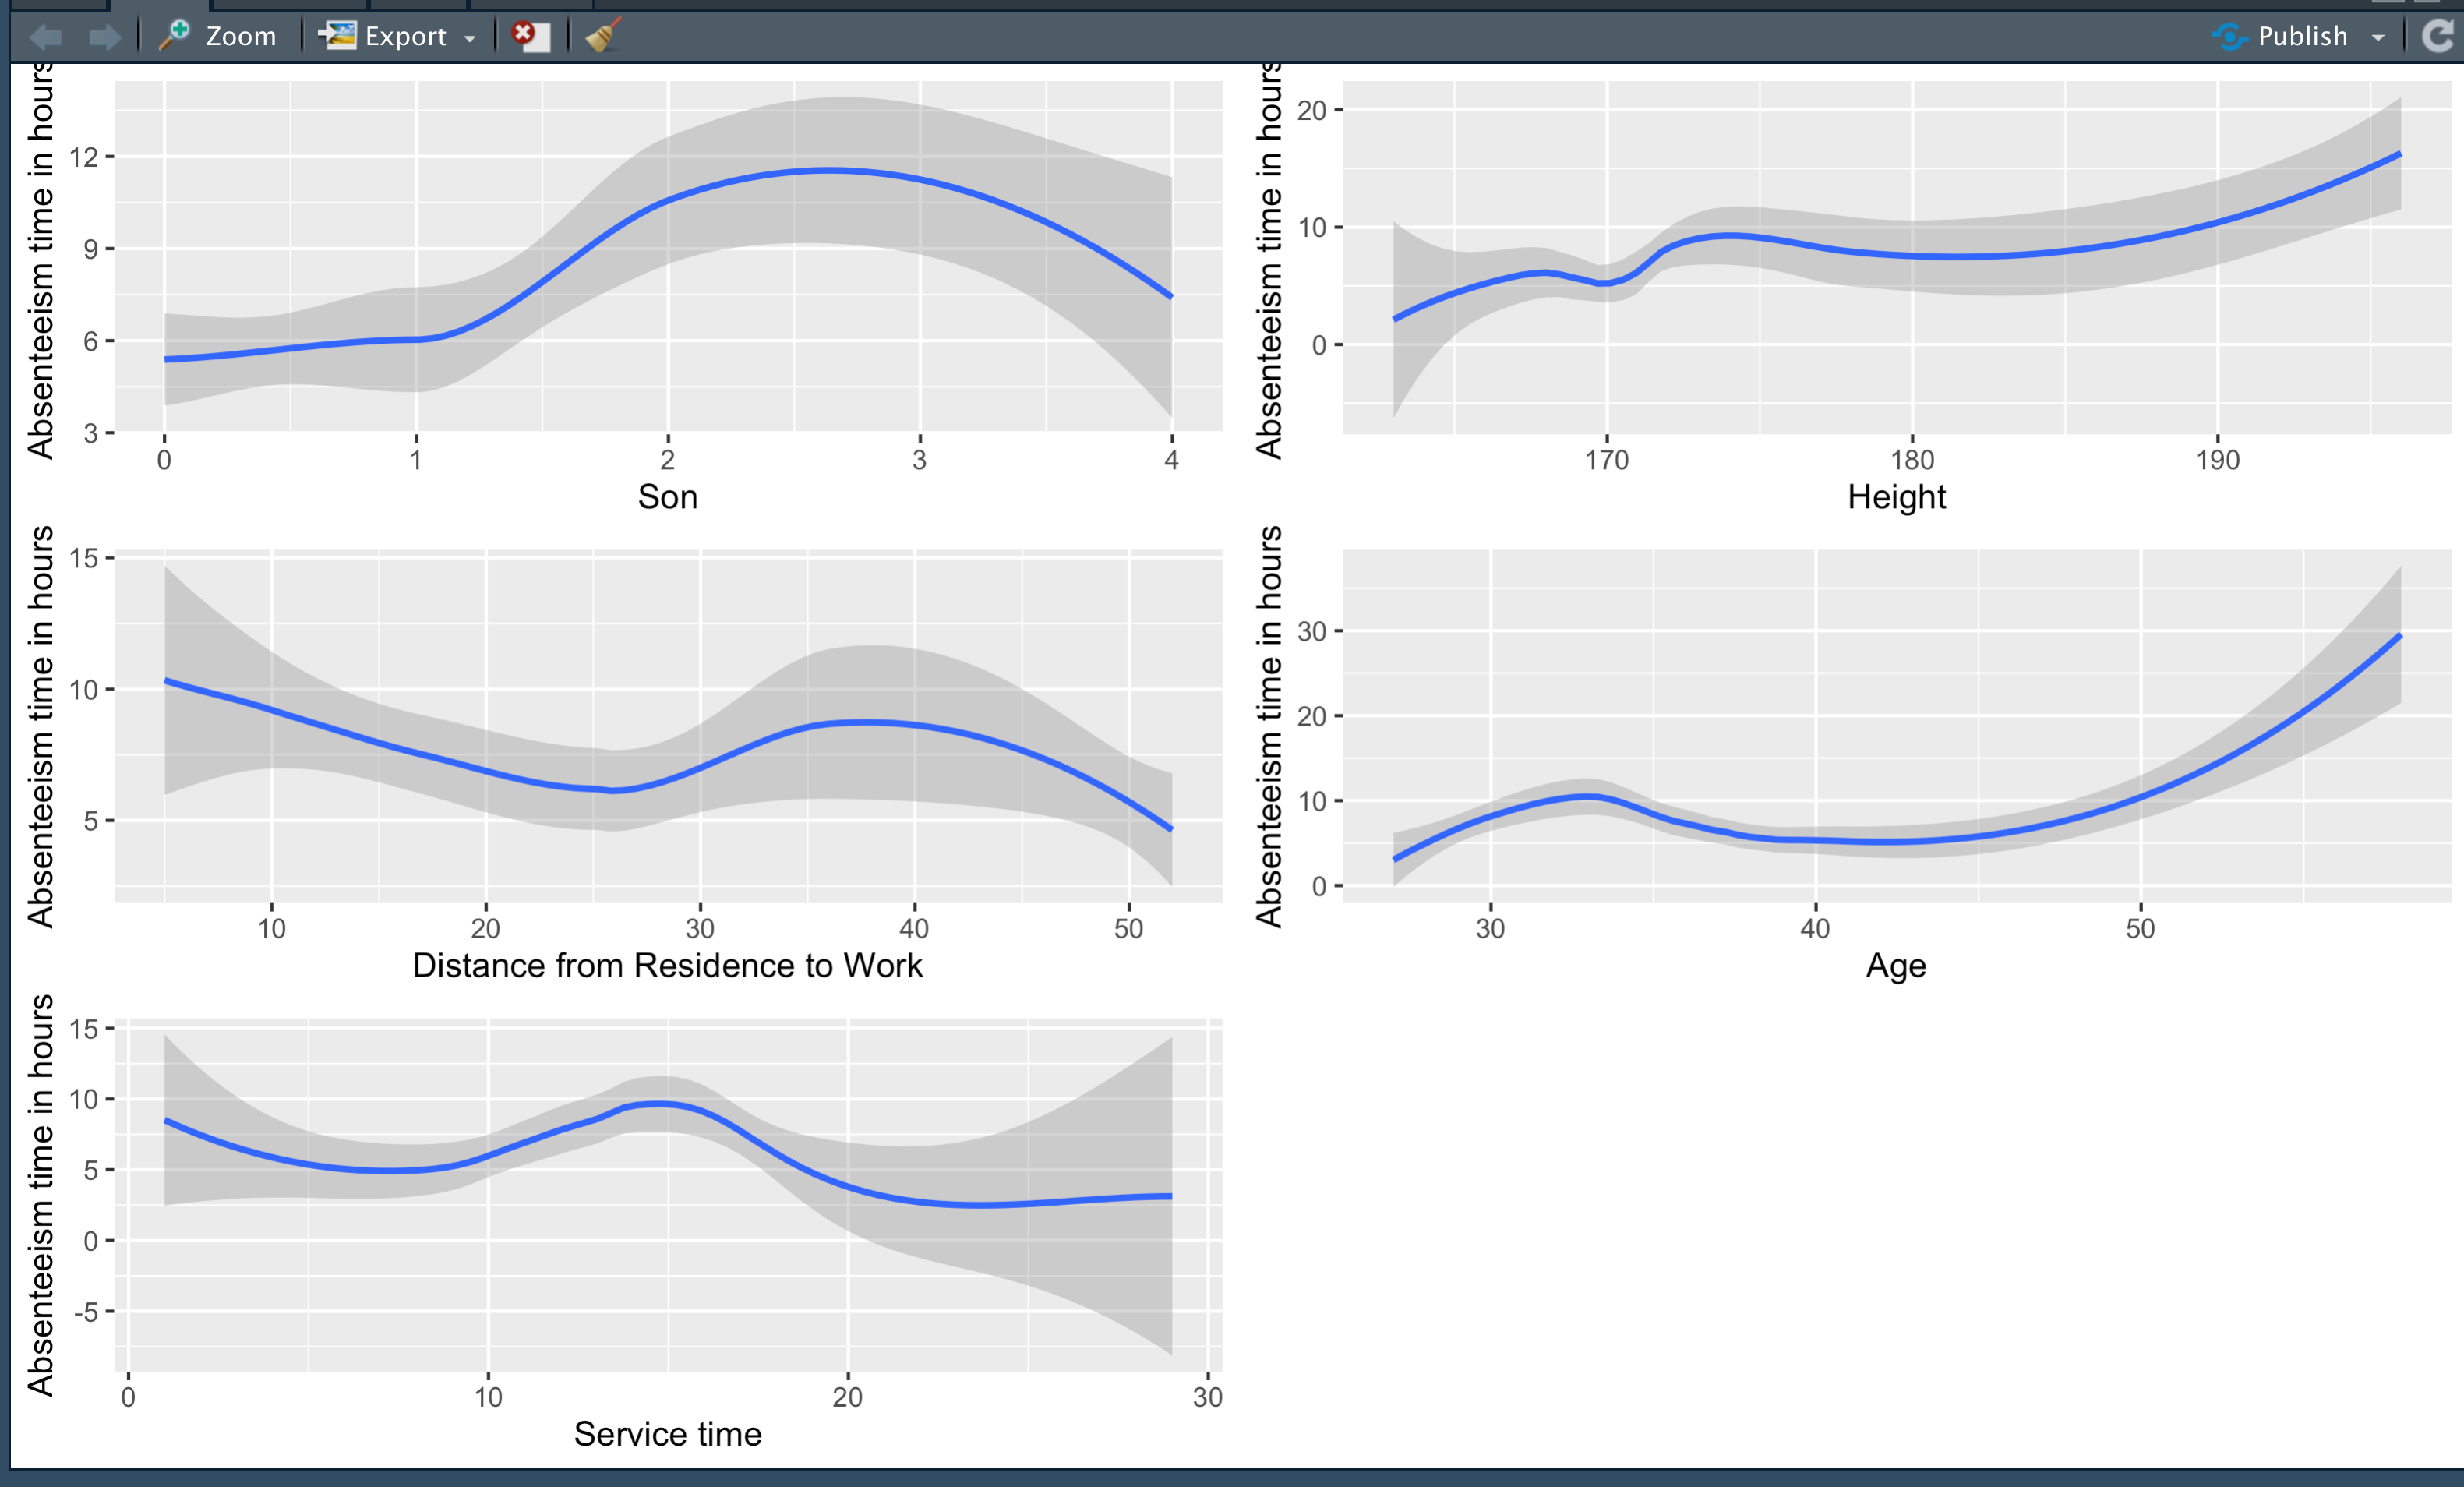 Zoom Export Publish
Absenteeism time in hours
12
9
6
3
0 1 2 3 4
Son
Absenteeism time in hours
20
10
0
170 180 190
Height
Absenteeism time in hours
15
10
5
10 20 30 40 50
Distance from Residence to Work
Absenteeism time in hours
30
20
10
0
30 40 50
Age
Absenteeism time in hours
15
10
5
0
-5
0 10 20 30
Service time